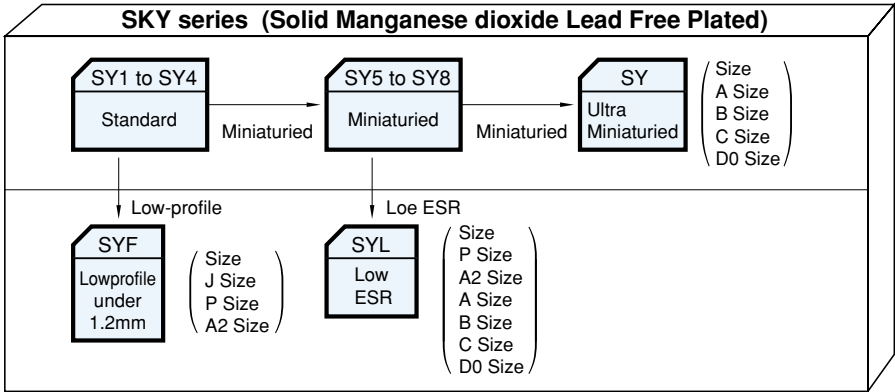 SKY series (Solid Manganese dioxide Lead Free Plated)
SY1 to SY4
Standard
Miniaturied
SY5 to SY8
Miniaturied
Miniaturied
SY
Ultra
Miniaturied
Size
A Size
B Size
C Size
D0 Size
Low-profile
Loe ESR
SYF
Lowprofile
under
1.2mm
Size
J Size
P Size
A2 Size
SYL
Low
ESR
Size
P Size
A2 Size
A Size
B Size
C Size
D0 Size